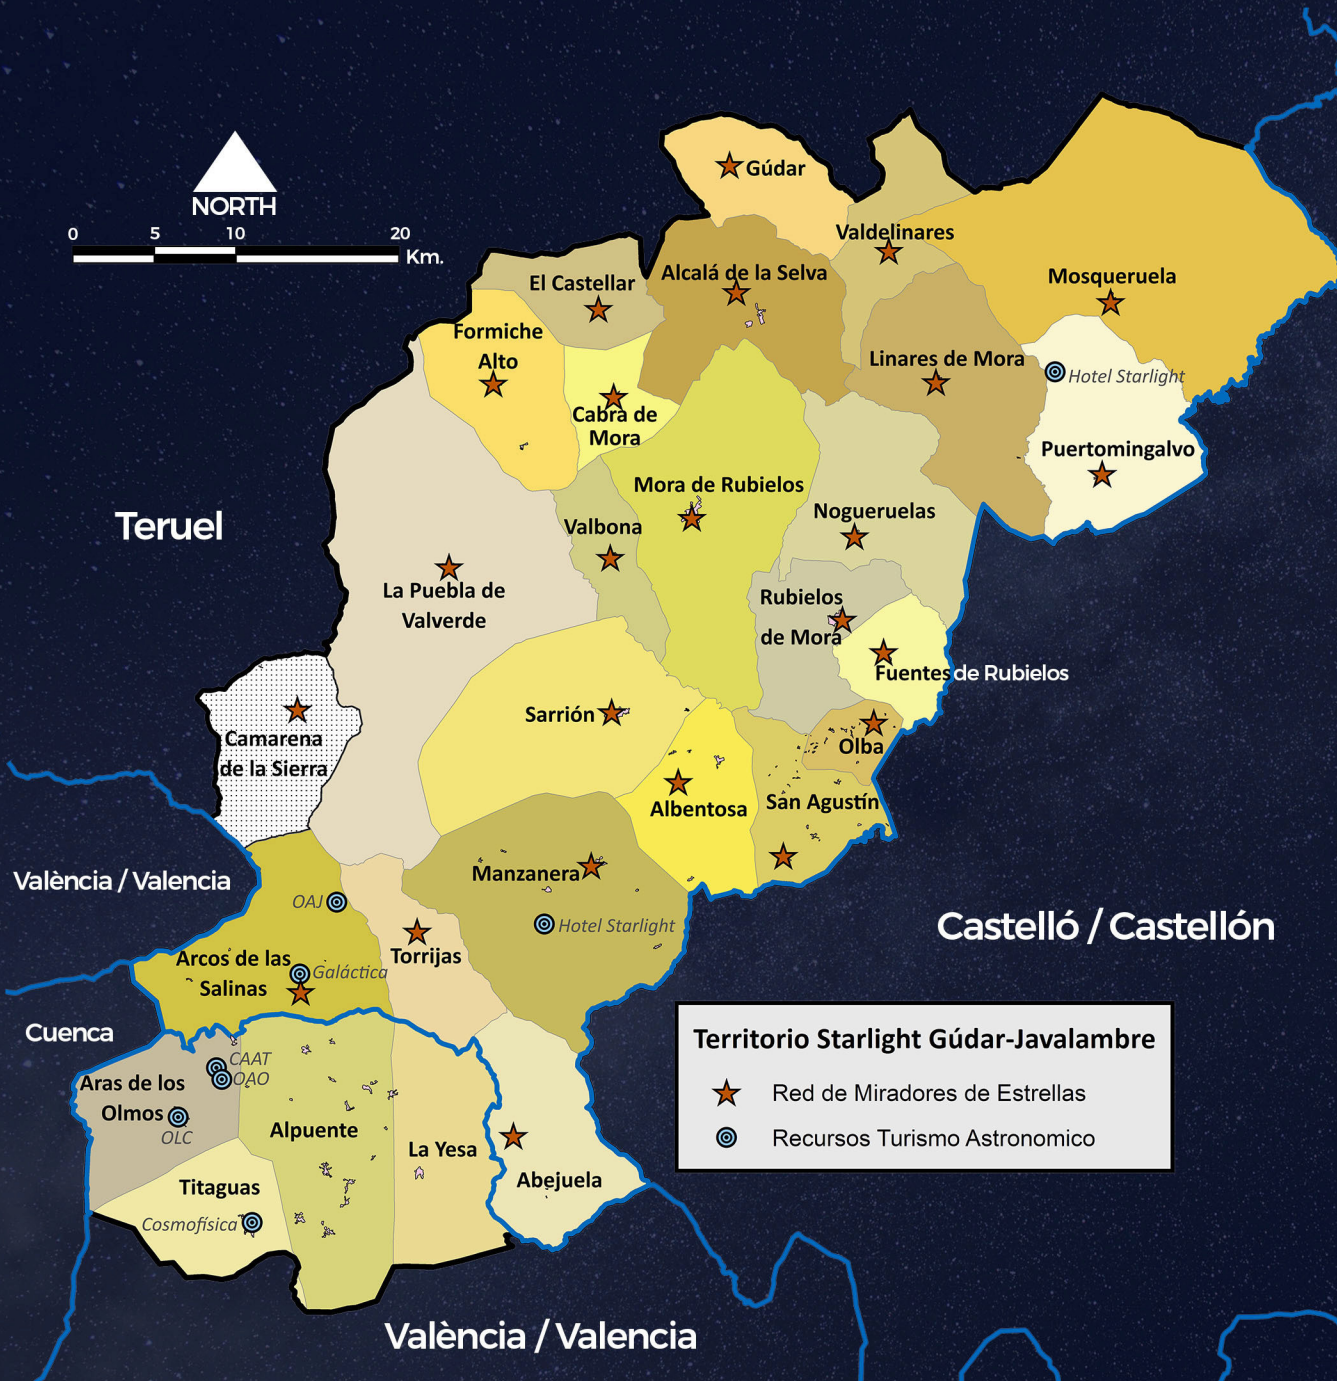 NORTH
0 5 10 20
Km.
Gúdar
Valdelinares
Alcalá de la Selva
El Castellar
Mosqueruela
Formiche
Alto
Linares de Mora
Hotel Starlight
Cabra de
Mora
Puertomingalvo
Mora de Rubielos
Teruel
Valbona
Nogueruelas
La Puebla de
Valverde
Rubielos
de Mora
Fuentes de Rubielos
Sarrión
Camarena
de la Sierra
Olba
Albentosa
San Agustín
València / Valencia
Manzanera
OAJ
Hotel Starlight
Castelló / Castellón
Torrijas
Arcos de las
Salinas
Galáctica
Cuenca
CAAT
OAO
Aras de los
Olmos
OLC
Alpuente
La Yesa
Abejuela
Titaguas
Cosmofísica
València / Valencia
Territorio Starlight Gúdar-Javalambre
Red de Miradores de Estrellas
Recursos Turismo Astronomico